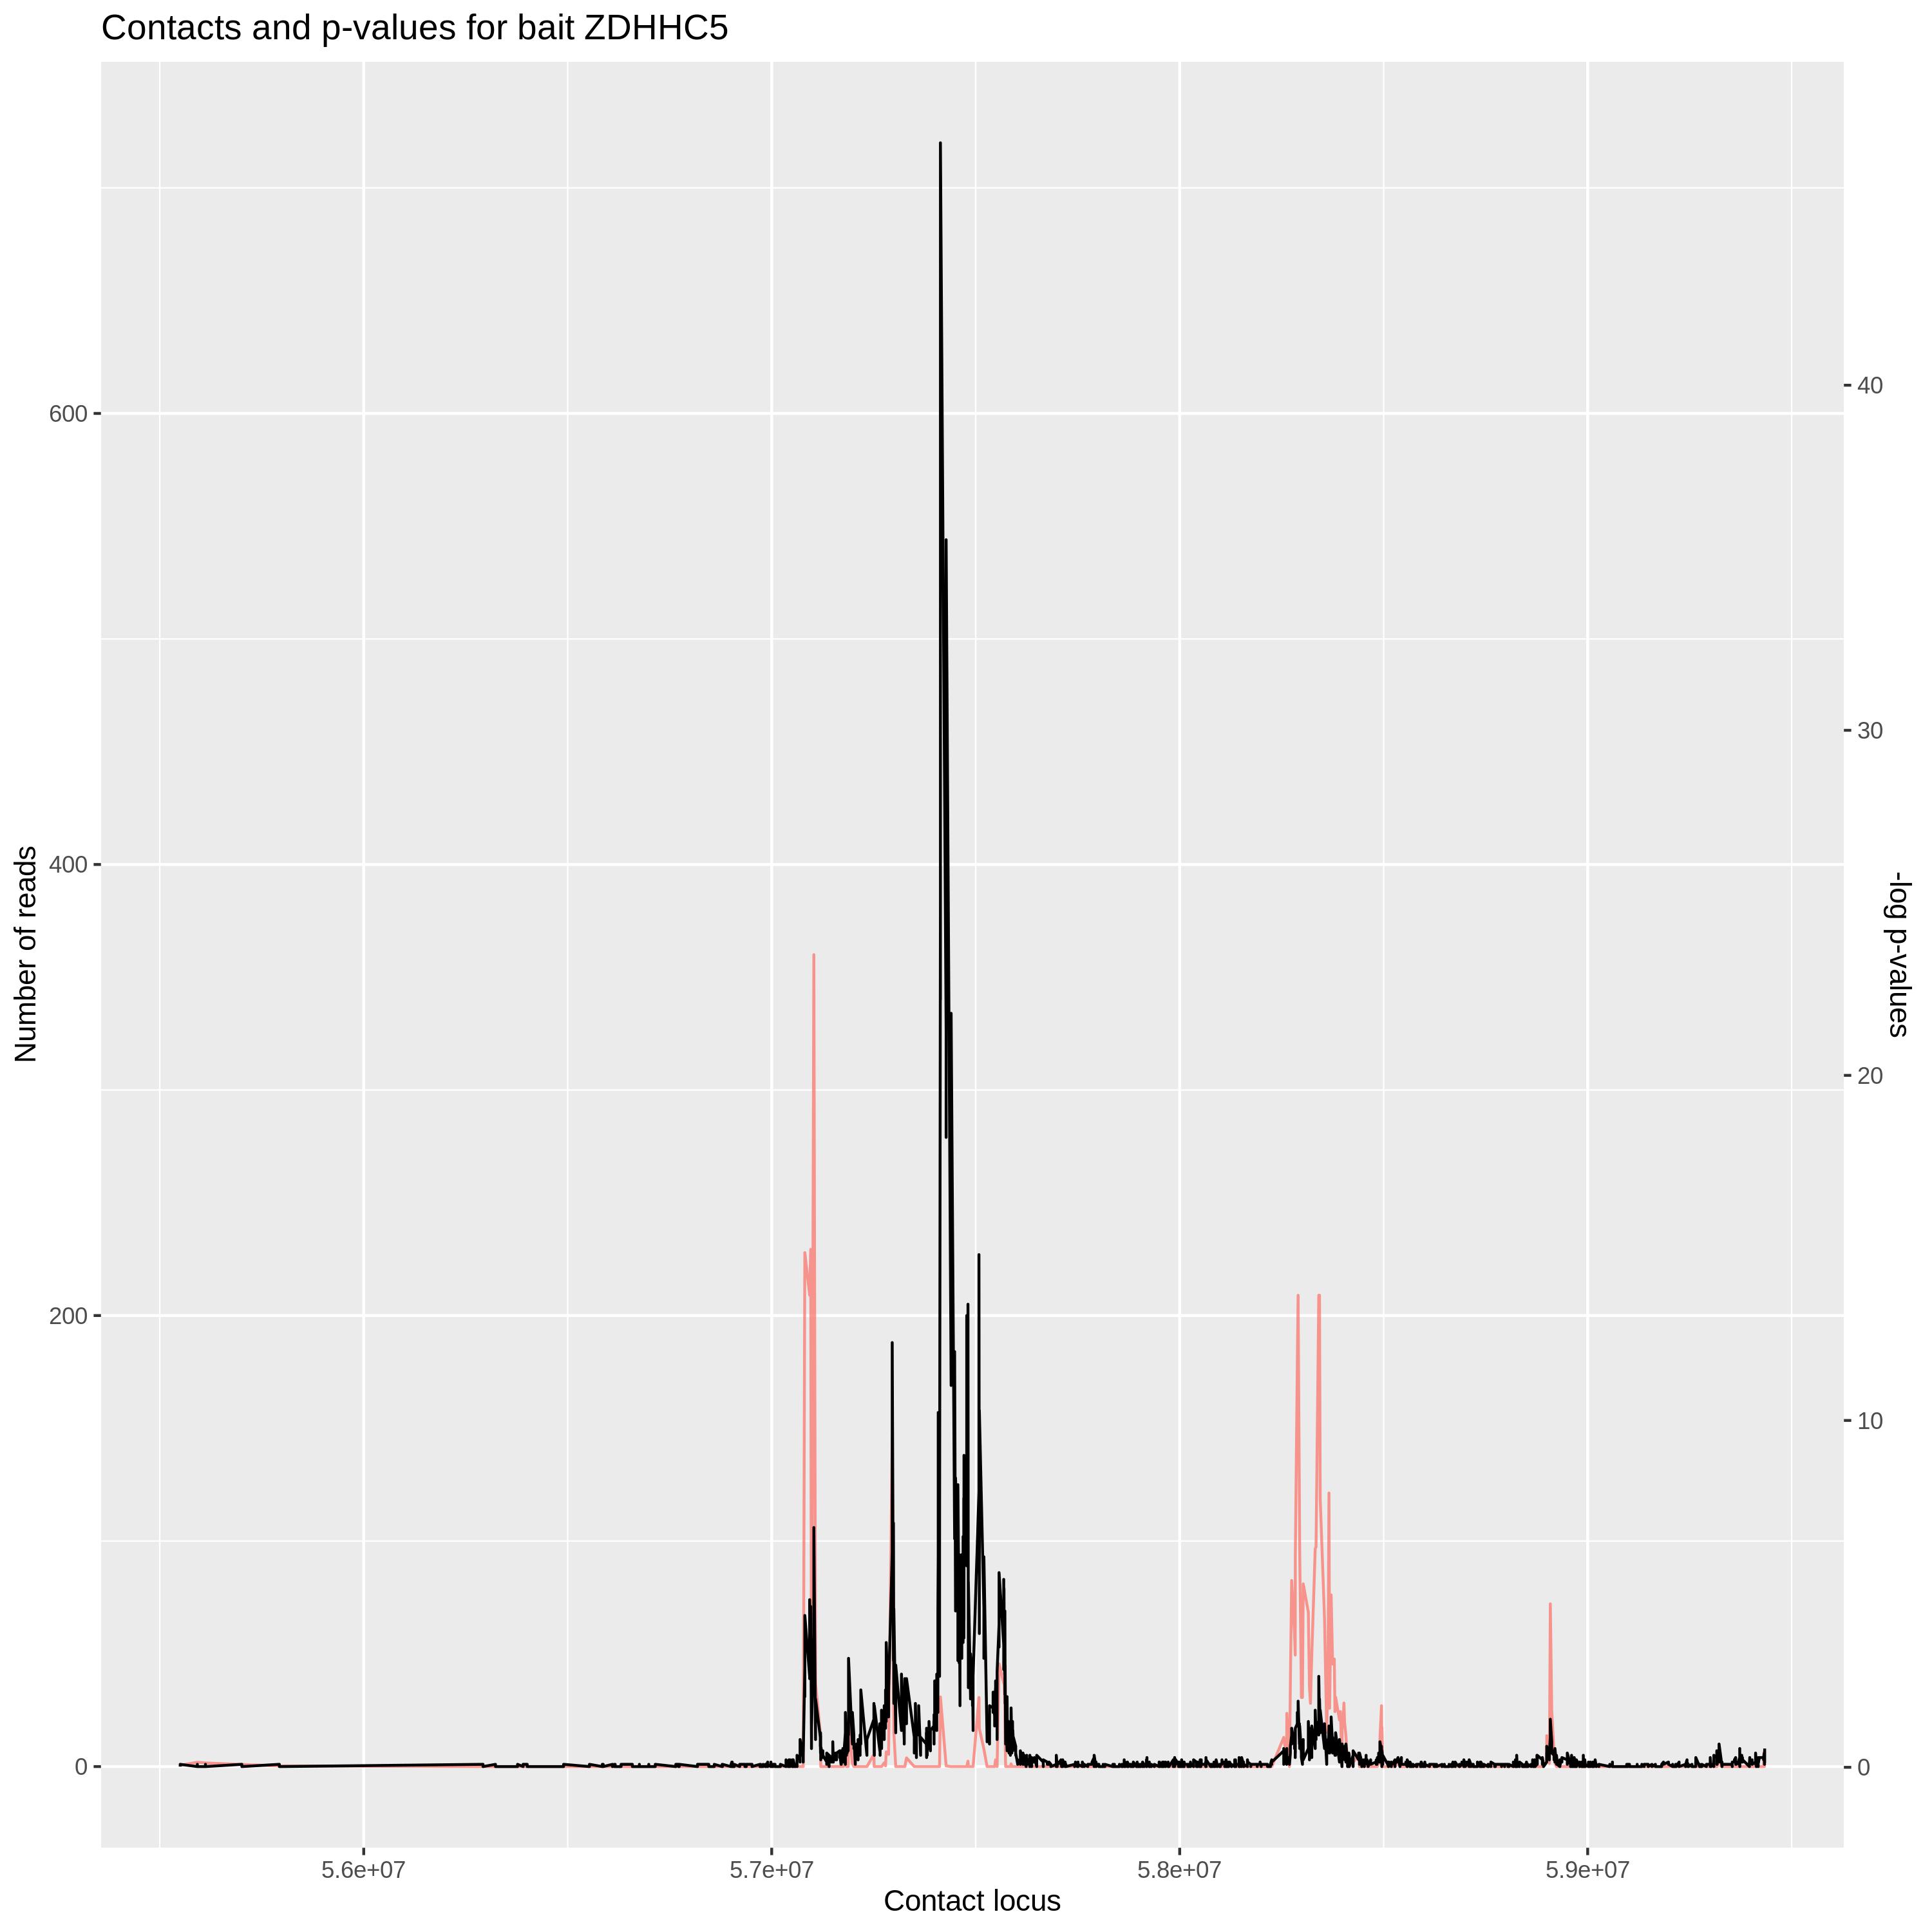 Contacts and p-values for bait ZDHHC5
600
400
200
0
Number of reads
40
30
20
10
0
-log p-values
5.6e+07
5.7e+07
5.8e+07
5.9e+07
Contact locus